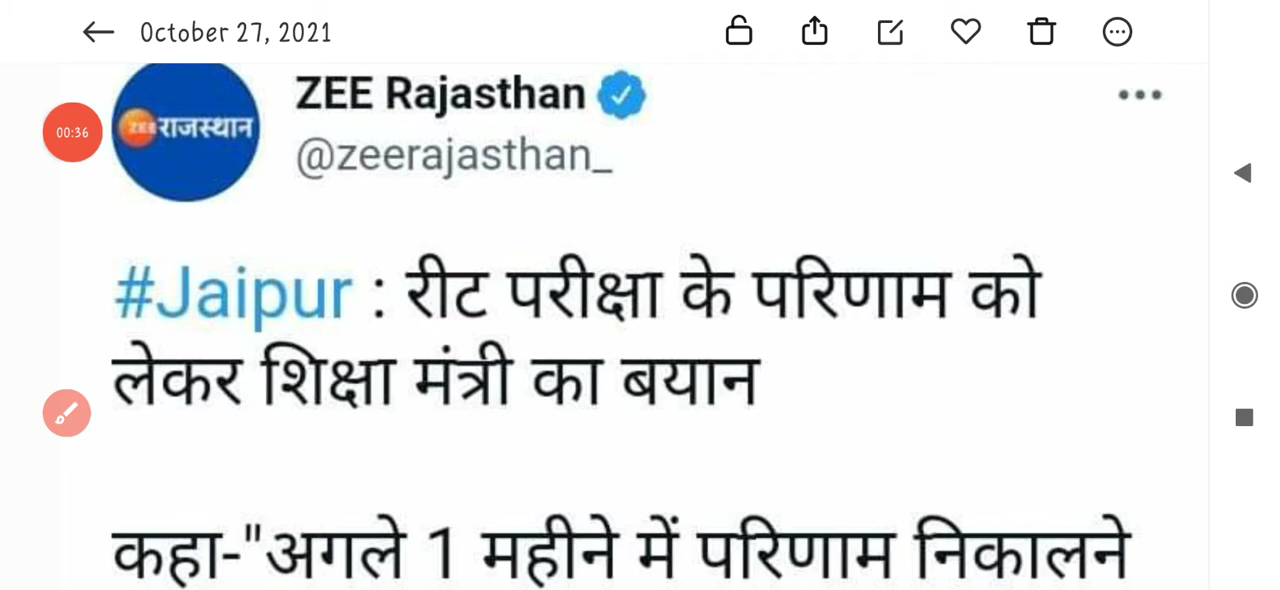 October 27, 2021
ZEE Rajasthan
00:36
ZEE राजस्थान
@zeerajasthan_
#Jaipur : रीट परीक्षा के परिणाम को
लेकर शिक्षा मंत्री का बयान
कहा-"अगले 1 महीने में परिणाम निकालने